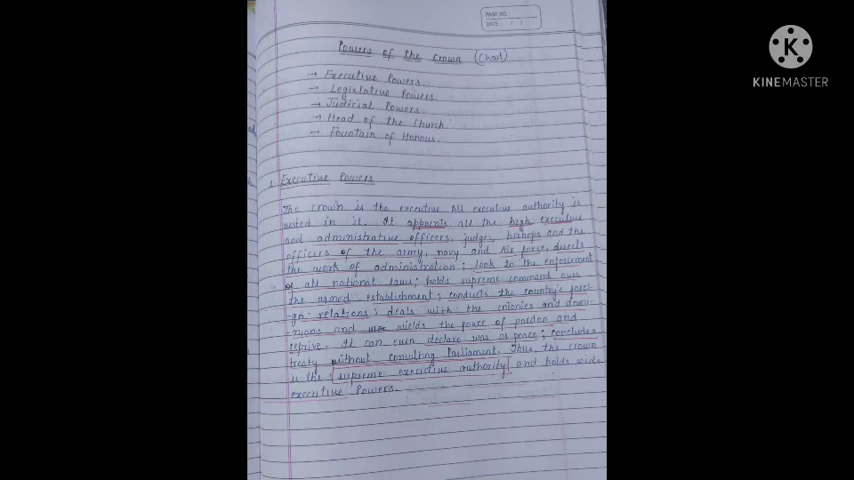 PAGE NO.:
DATE: / /
Powers of the Crown (Chart)
→ Executive Powers.
→ Legislative Powers.
→ Judicial Powers
→ Head of the Church.
→ Fountain of Honour.
1. Executive Powers
The crown is the executive All executive authority is
vested in it. It appoints all the high executive
and administrative officers, judges, bishops and the
officers of the army, navy and Air force, directs
the work of administration; look to the enforcement
of all national laws; holds supreme command over
the armed establishment; conducts the country's forei-
gn relations; deals with the colonies and domi-
nions and wields the power of pardon and
reprive. It can even declare war or peace; concludes
treaty without consulting Parliament. Thus, the crown
is the supreme executive authority and holds wide
executive Powers.
K
KINEMASTER